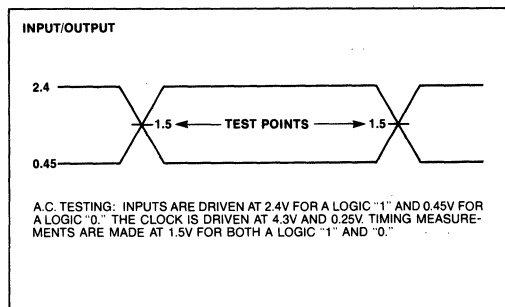 INPUT/OUTPUT
2.4
1.5 TEST POINTS 1.5
0.45
A.C. TESTING: INPUTS ARE DRIVEN AT 2.4V FOR A LOGIC "1" AND 0.45V FOR
A LOGIC "0." THE CLOCK IS DRIVEN AT 4.3V AND 0.25V. TIMING MEASURE-
MENTS ARE MADE AT 1.5V FOR BOTH A LOGIC "1" AND "0."